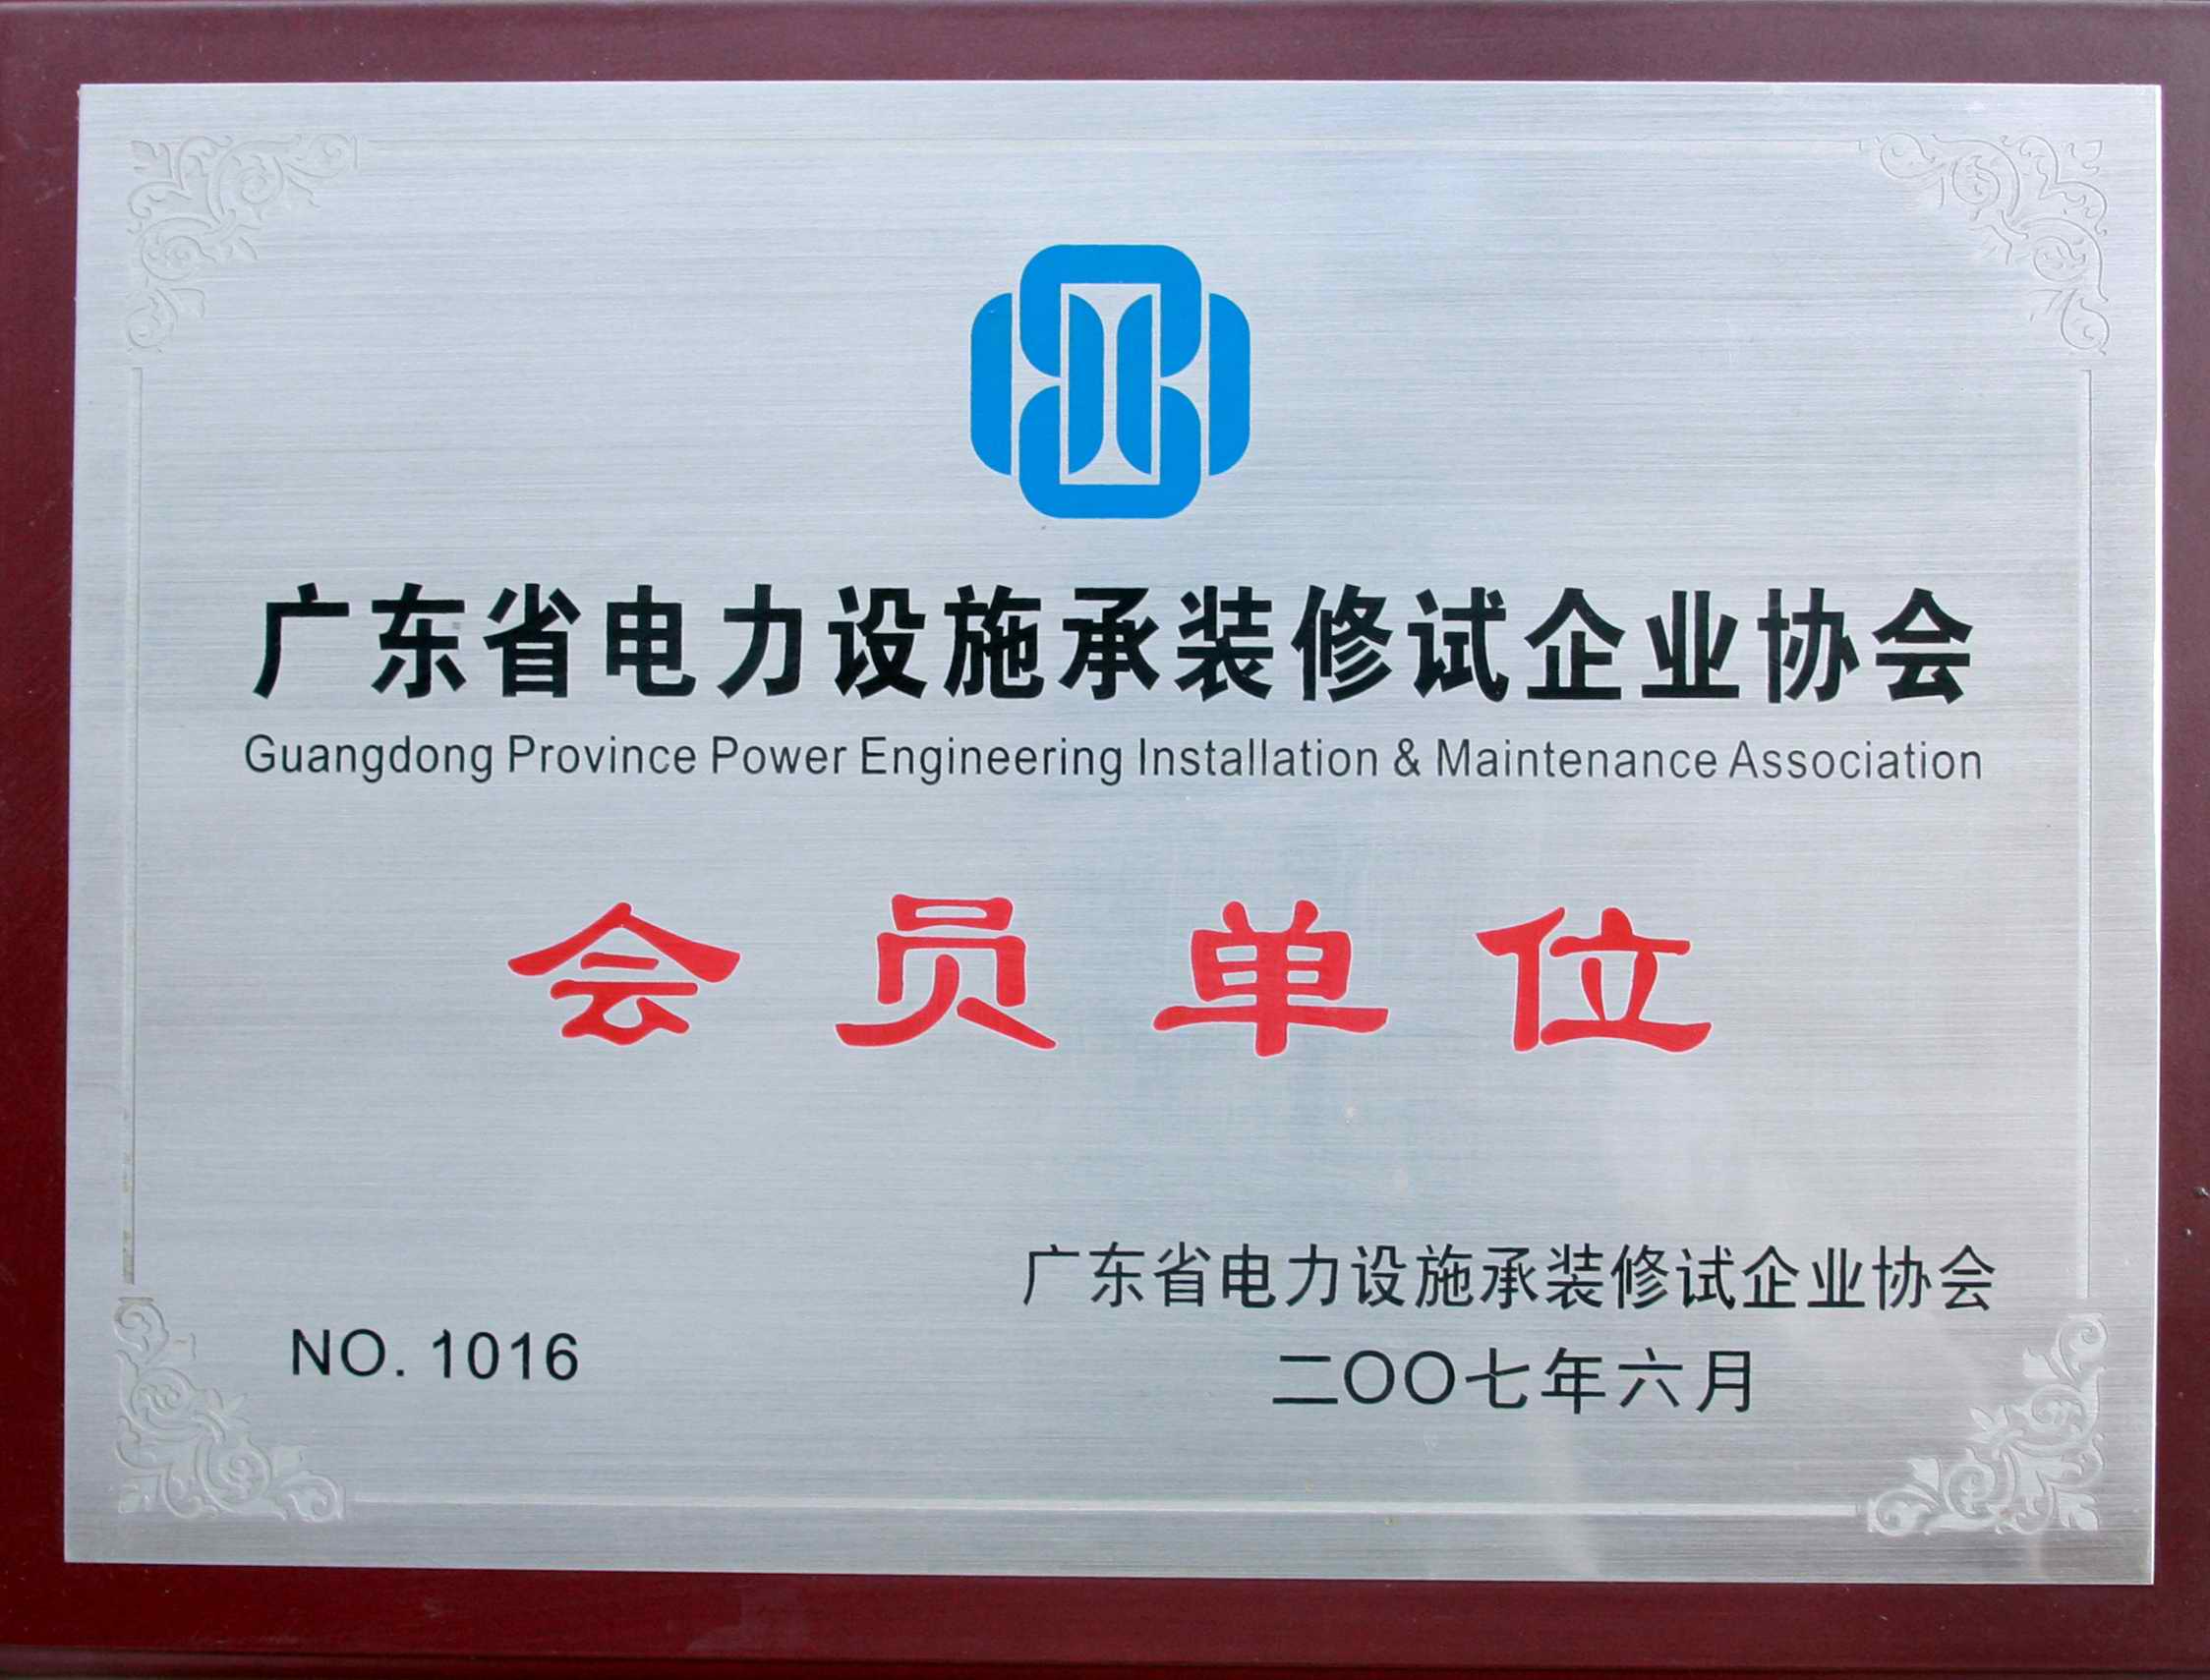 广东省电力设施承装修试企业协会
Guangdong Province Power Engineering Installation & Maintenance Association
会员单位
广东省电力设施承装修试企业协会
NO. 1016
二〇〇七年六月